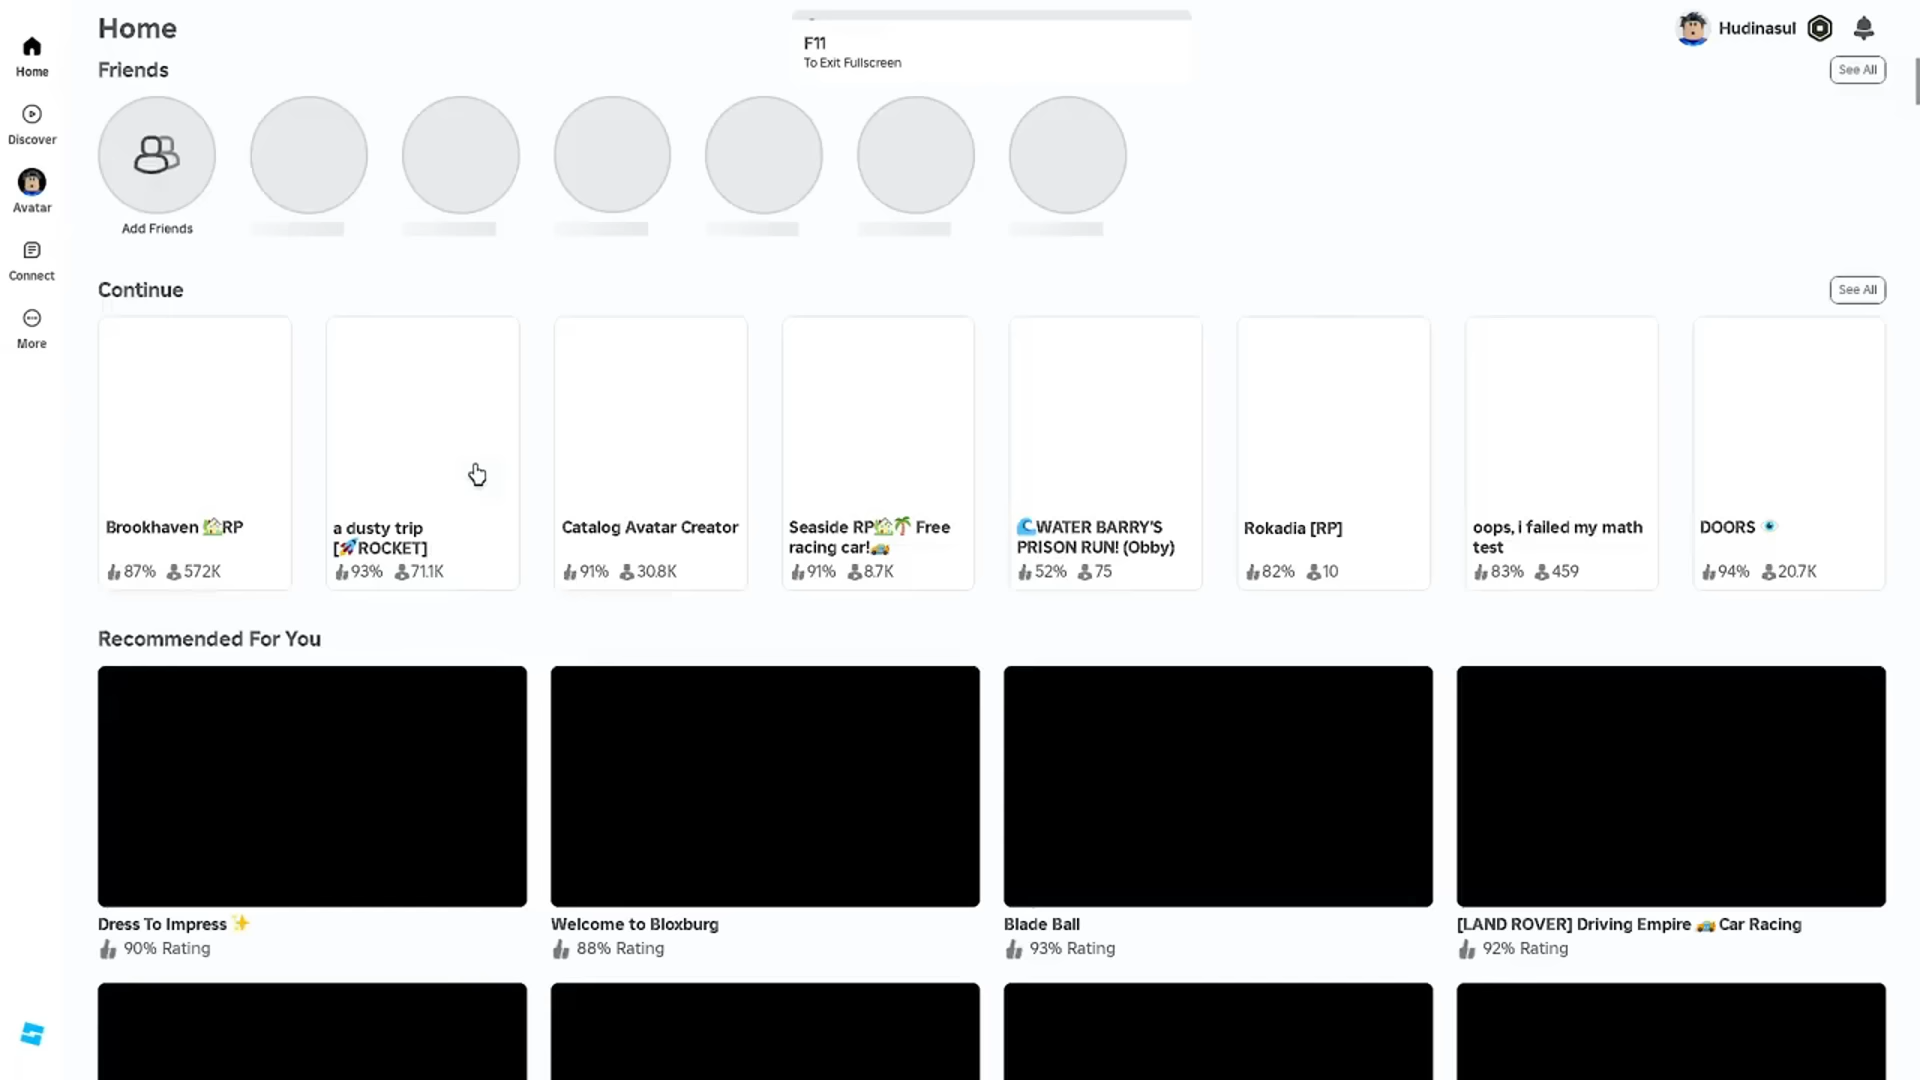 Home
F11
To Exit Fullscreen
Hudinasul
Home
Discover
Avatar
Connect
More
Friends
See All
Add Friends
Continue
See All
Brookhaven 🏡RP
87% 572K
a dusty trip
[🚀ROCKET]
93% 71.1K
Catalog Avatar Creator
91% 30.8K
Seaside RP🏡🌴 Free
racing car!🚕
91% 8.7K
🌊WATER BARRY'S
PRISON RUN! (Obby)
52% 75
Rokadia [RP]
82% 10
oops, i failed my math
test
83% 459
DOORS 👁️
94% 20.7K
Recommended For You
Dress To Impress ✨
90% Rating
Welcome to Bloxburg
88% Rating
Blade Ball
93% Rating
[LAND ROVER] Driving Empire 🚕 Car Racing
92% Rating